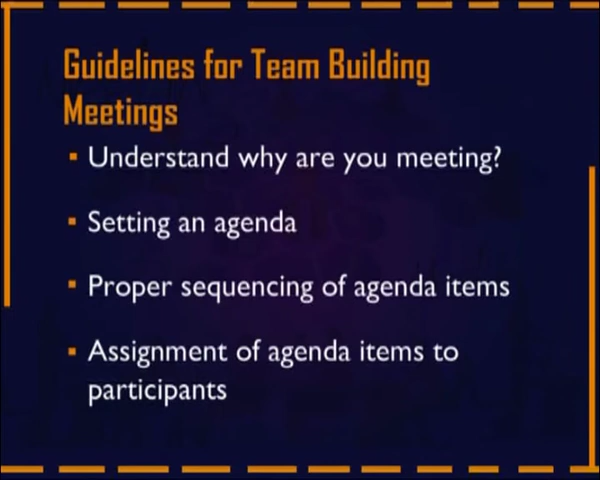 Guidelines for Team Building
Meetings
▪ Understand why are you meeting?
▪ Setting an agenda
▪ Proper sequencing of agenda items
▪ Assignment of agenda items to
participants